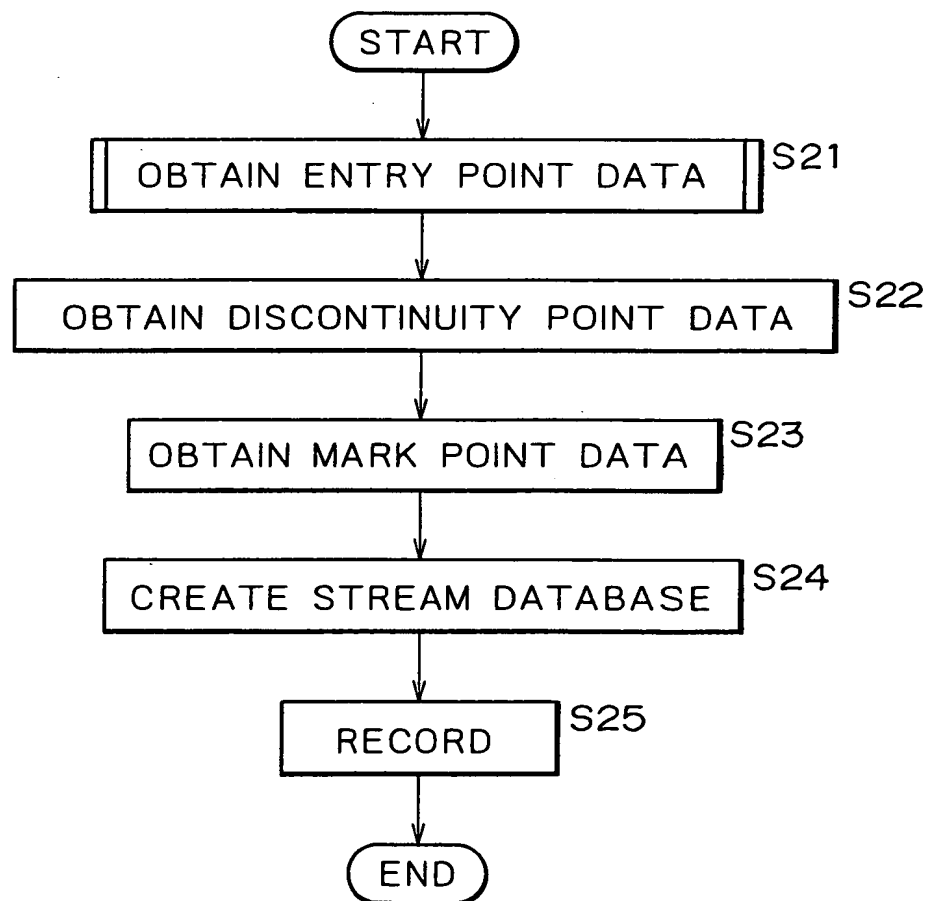 START
OBTAIN ENTRY POINT DATA S21
OBTAIN DISCONTINUITY POINT DATA S22
OBTAIN MARK POINT DATA S23
CREATE STREAM DATABASE S24
RECORD S25
END